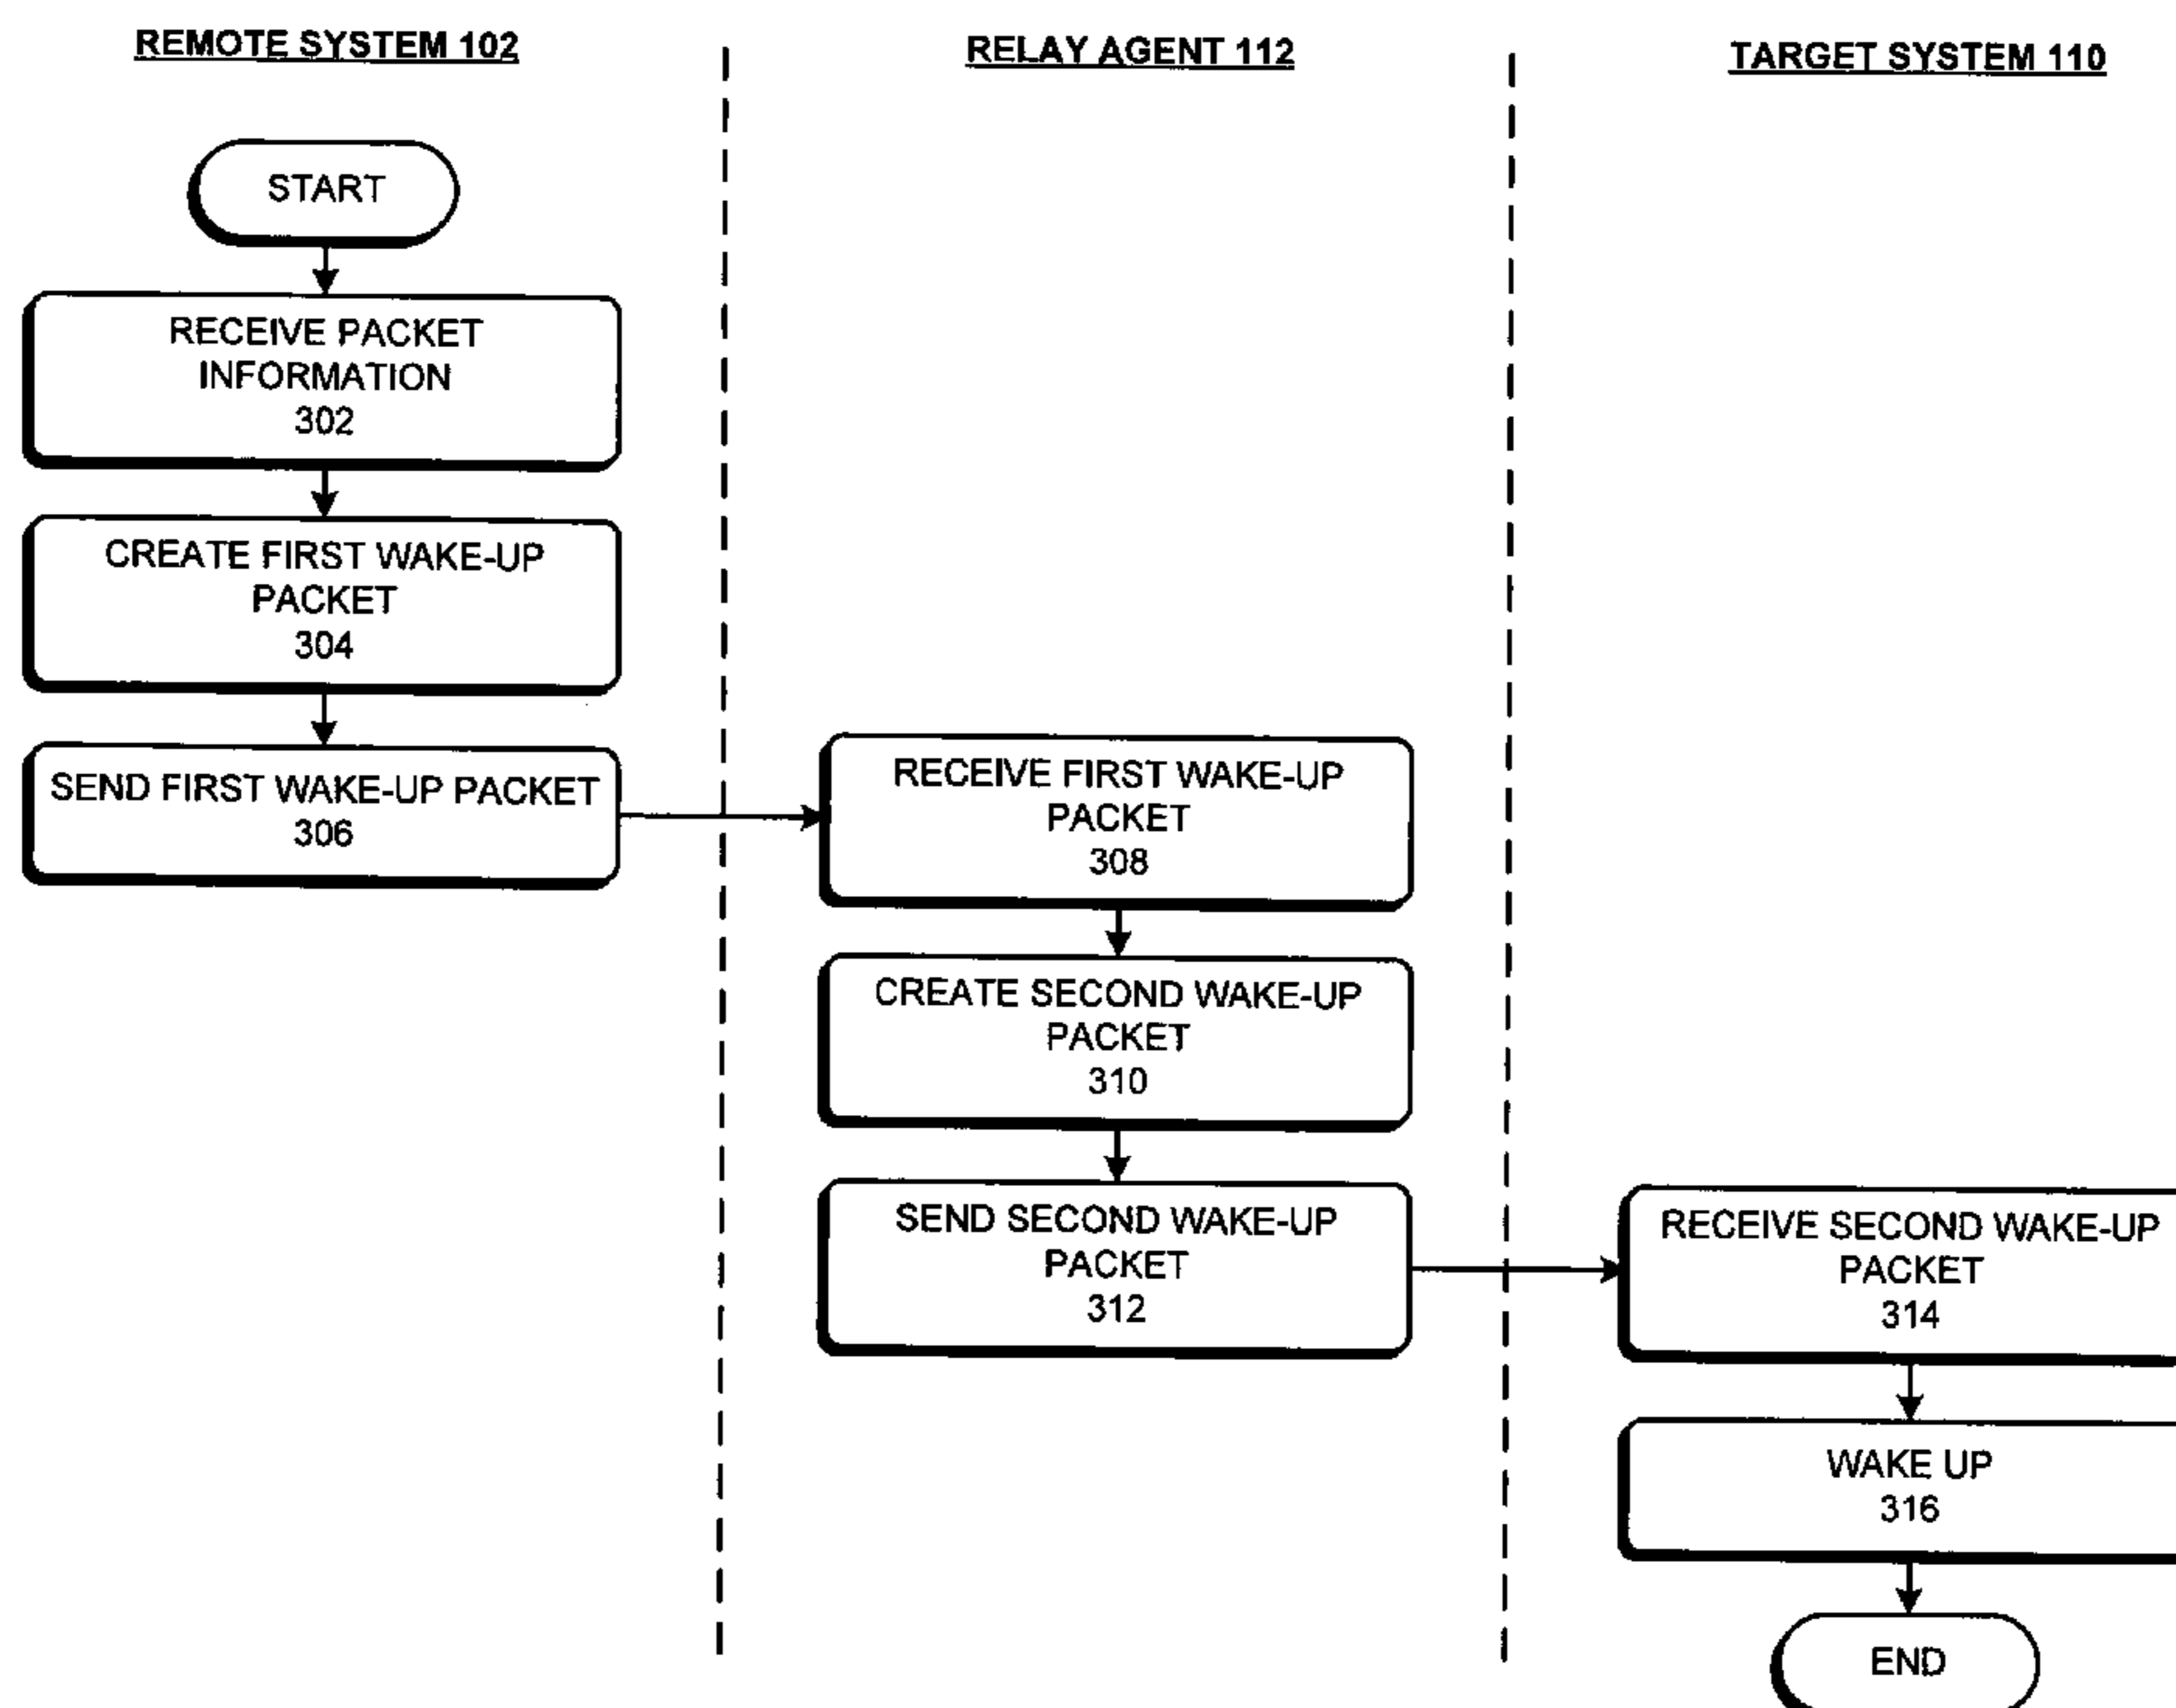 REMOTE SYSTEM 102
RELAY AGENT 112
TARGET SYSTEM 110
START
RECEIVE PACKET
INFORMATION
302
CREATE FIRST WAKE-UP
PACKET
304
SEND FIRST WAKE-UP PACKET
306
RECEIVE FIRST WAKE-UP
PACKET
308
CREATE SECOND WAKE-UP
PACKET
310
SEND SECOND WAKE-UP
PACKET
312
RECEIVE SECOND WAKE-UP
PACKET
314
WAKE UP
316
END